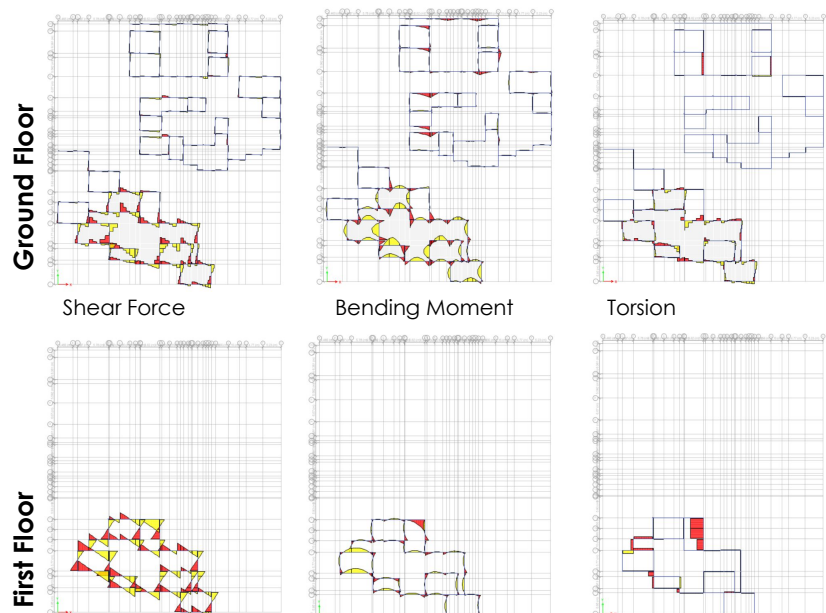 Ground Floor
Shear Force
Bending Moment
Torsion
First Floor